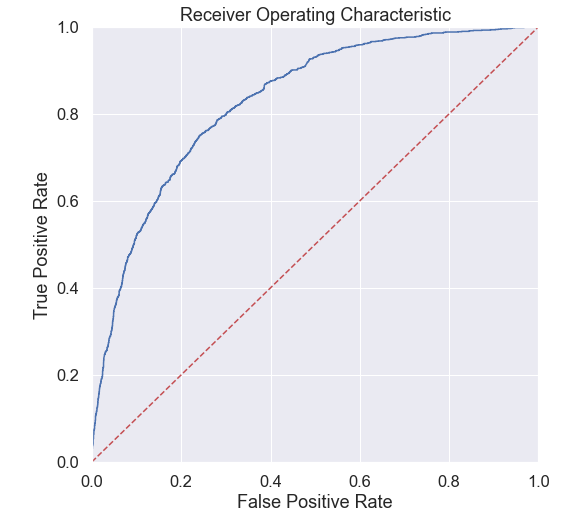 Receiver Operating Characteristic
1.0
0.8
0.6
0.4
0.2
0.0
True Positive Rate
0.0 0.2 0.4 0.6 0.8 1.0
False Positive Rate